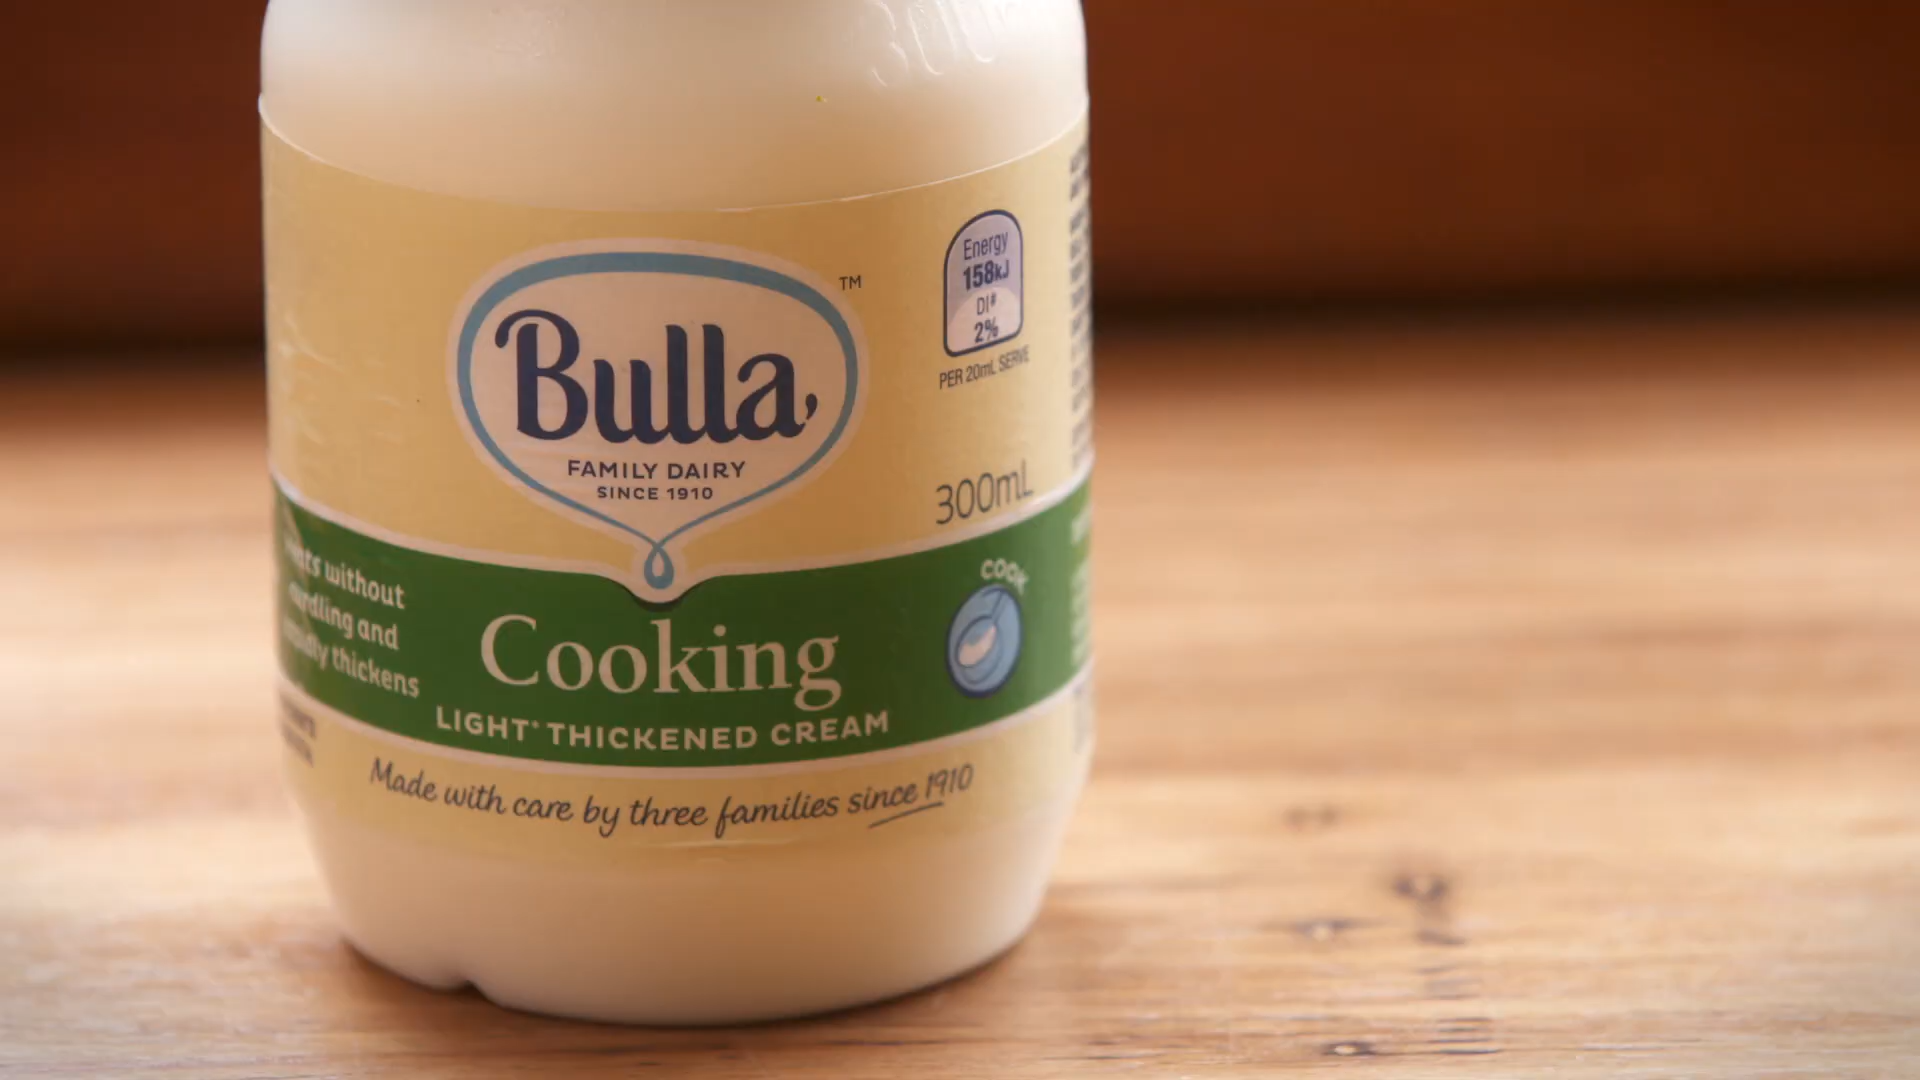 Bulla
TM
FAMILY DAIRY
SINCE 1910
Energy
158kJ
DI#
2%
PER 20mL SERVE
300mL
without
and
thickens
COOK
Cooking
LIGHT* THICKENED CREAM
Made with care by three families since 1910